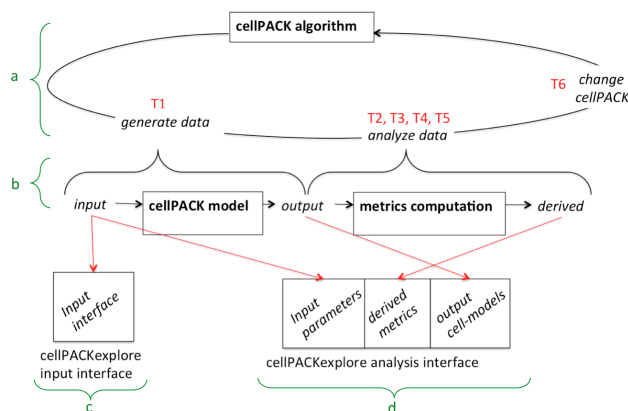 cellPACK algorithm
a
T6
change
cellPACK
T1
generate data
T2, T3, T4, T5
analyze data
b
input
cellPACK model
output
metrics computation
derived
Input
interface
Input
parameters
derived
metrics
output
cell-models
cellPACKexplore
input interface
cellPACKexplore analysis interface
c
d